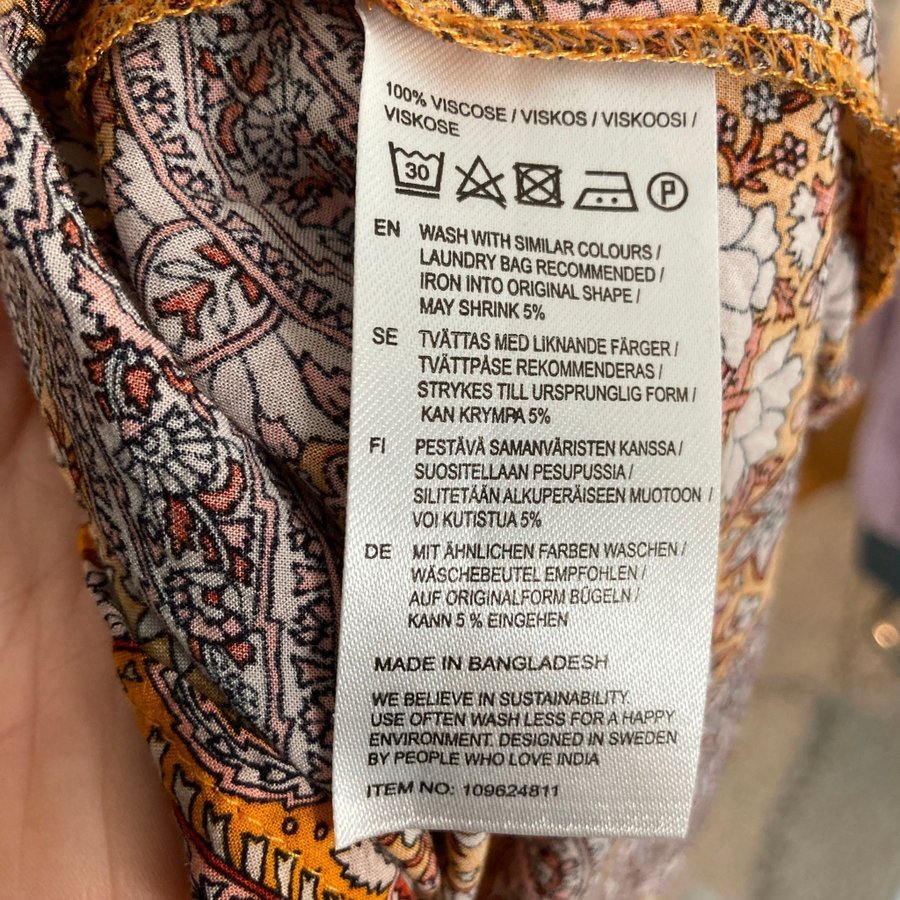 100% VISCOSE / VISKOS / VISKOOSI /
VISKOSE
30 P
EN WASH WITH SIMILAR COLOURS /
LAUNDRY BAG RECOMMENDED /
IRON INTO ORIGINAL SHAPE /
MAY SHRINK 5%
SE TVÄTTAS MED LIKNANDE FÄRGER /
TVÄTTPÅSE REKOMMENDERAS /
STRYKES TILL URSPRUNGLIG FORM /
KAN KRYMPA 5%
FI PESTÄVÄ SAMANVÄRISTEN KANSSA /
SUOSITELLAAN PESUPUSSIA /
SILITETÄÄN ALKUPERÄISEEN MUOTOON /
VOI KUTISTUA 5%
DE MIT ÄHNLICHEN FARBEN WASCHEN /
WÄSCHEBEUTEL EMPFOHLEN /
AUF ORIGINALFORM BÜGELN /
KANN 5 % EINGEHEN
MADE IN BANGLADESH
WE BELIEVE IN SUSTAINABILITY.
USE OFTEN WASH LESS FOR A HAPPY
ENVIRONMENT. DESIGNED IN SWEDEN
BY PEOPLE WHO LOVE INDIA
ITEM NO: 109624811